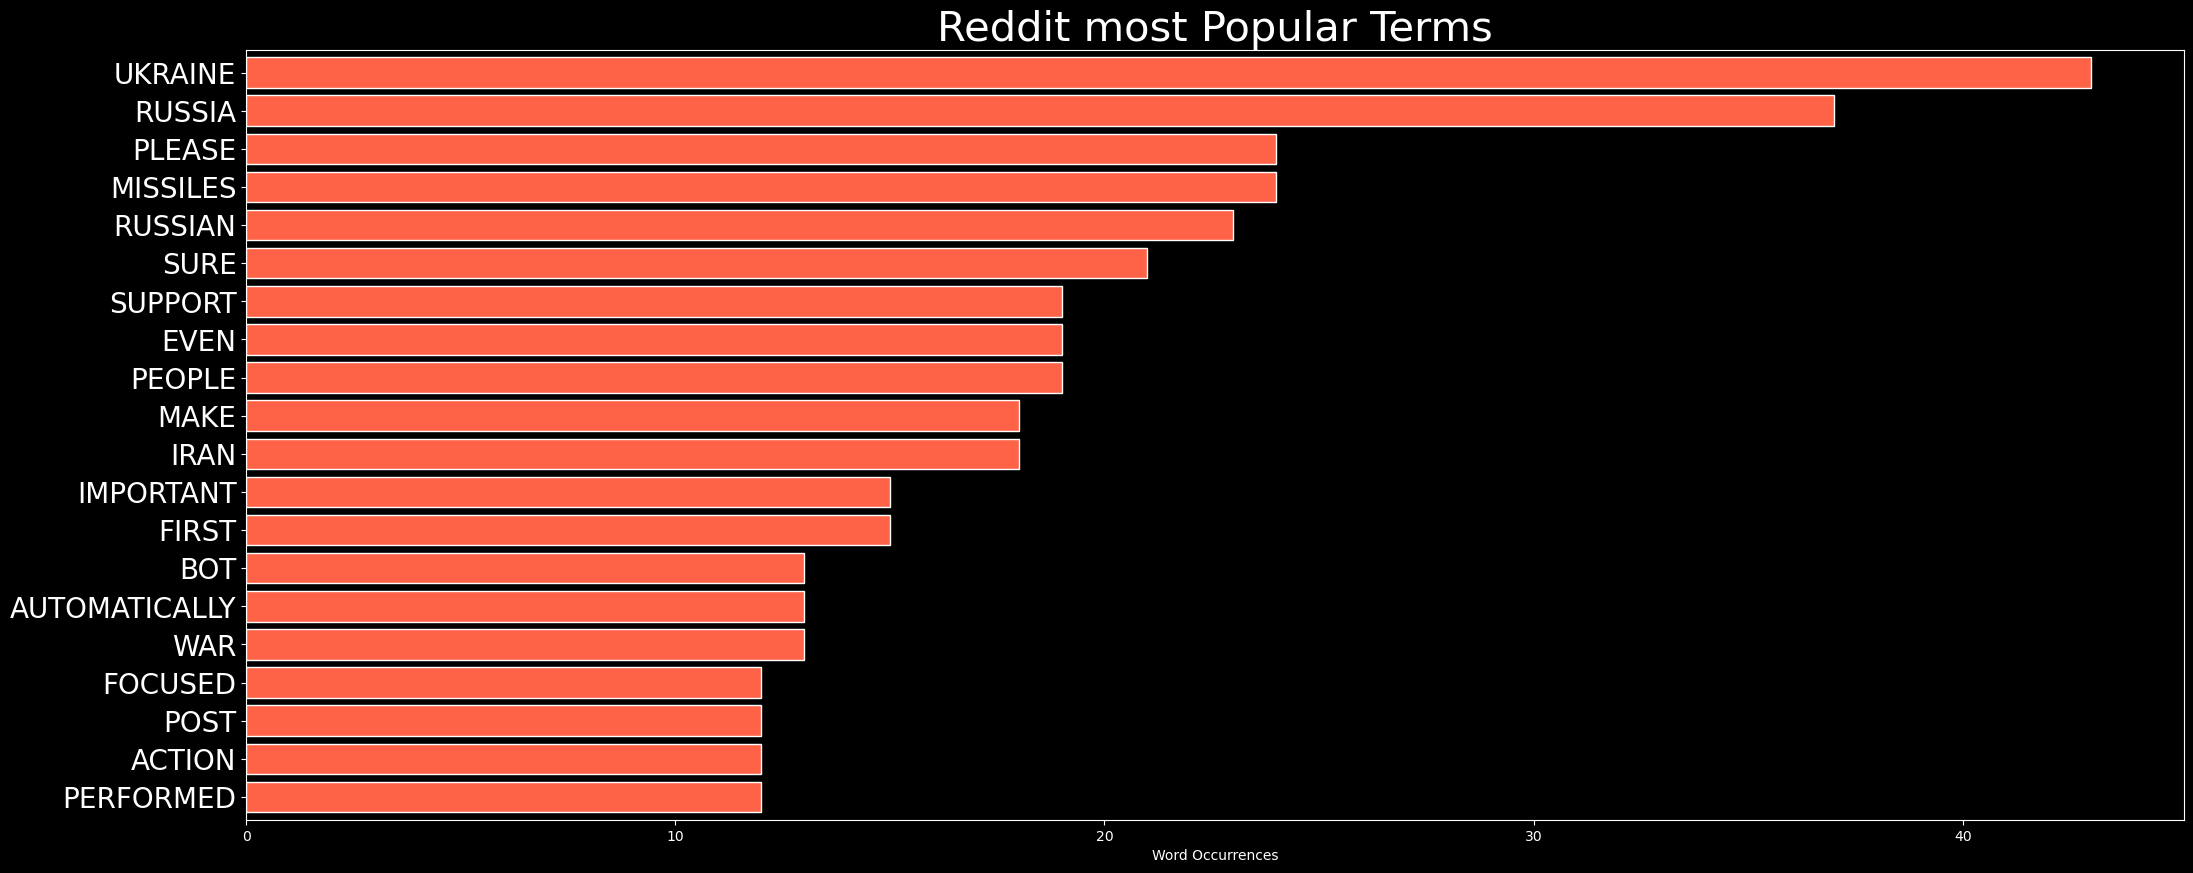 Reddit most Popular Terms
UKRAINE
RUSSIA
PLEASE
MISSILES
RUSSIAN
SURE
SUPPORT
EVEN
PEOPLE
MAKE
IRAN
IMPORTANT
FIRST
BOT
AUTOMATICALLY
WAR
FOCUSED
POST
ACTION
PERFORMED
0 10 20 30 40
Word Occurrences